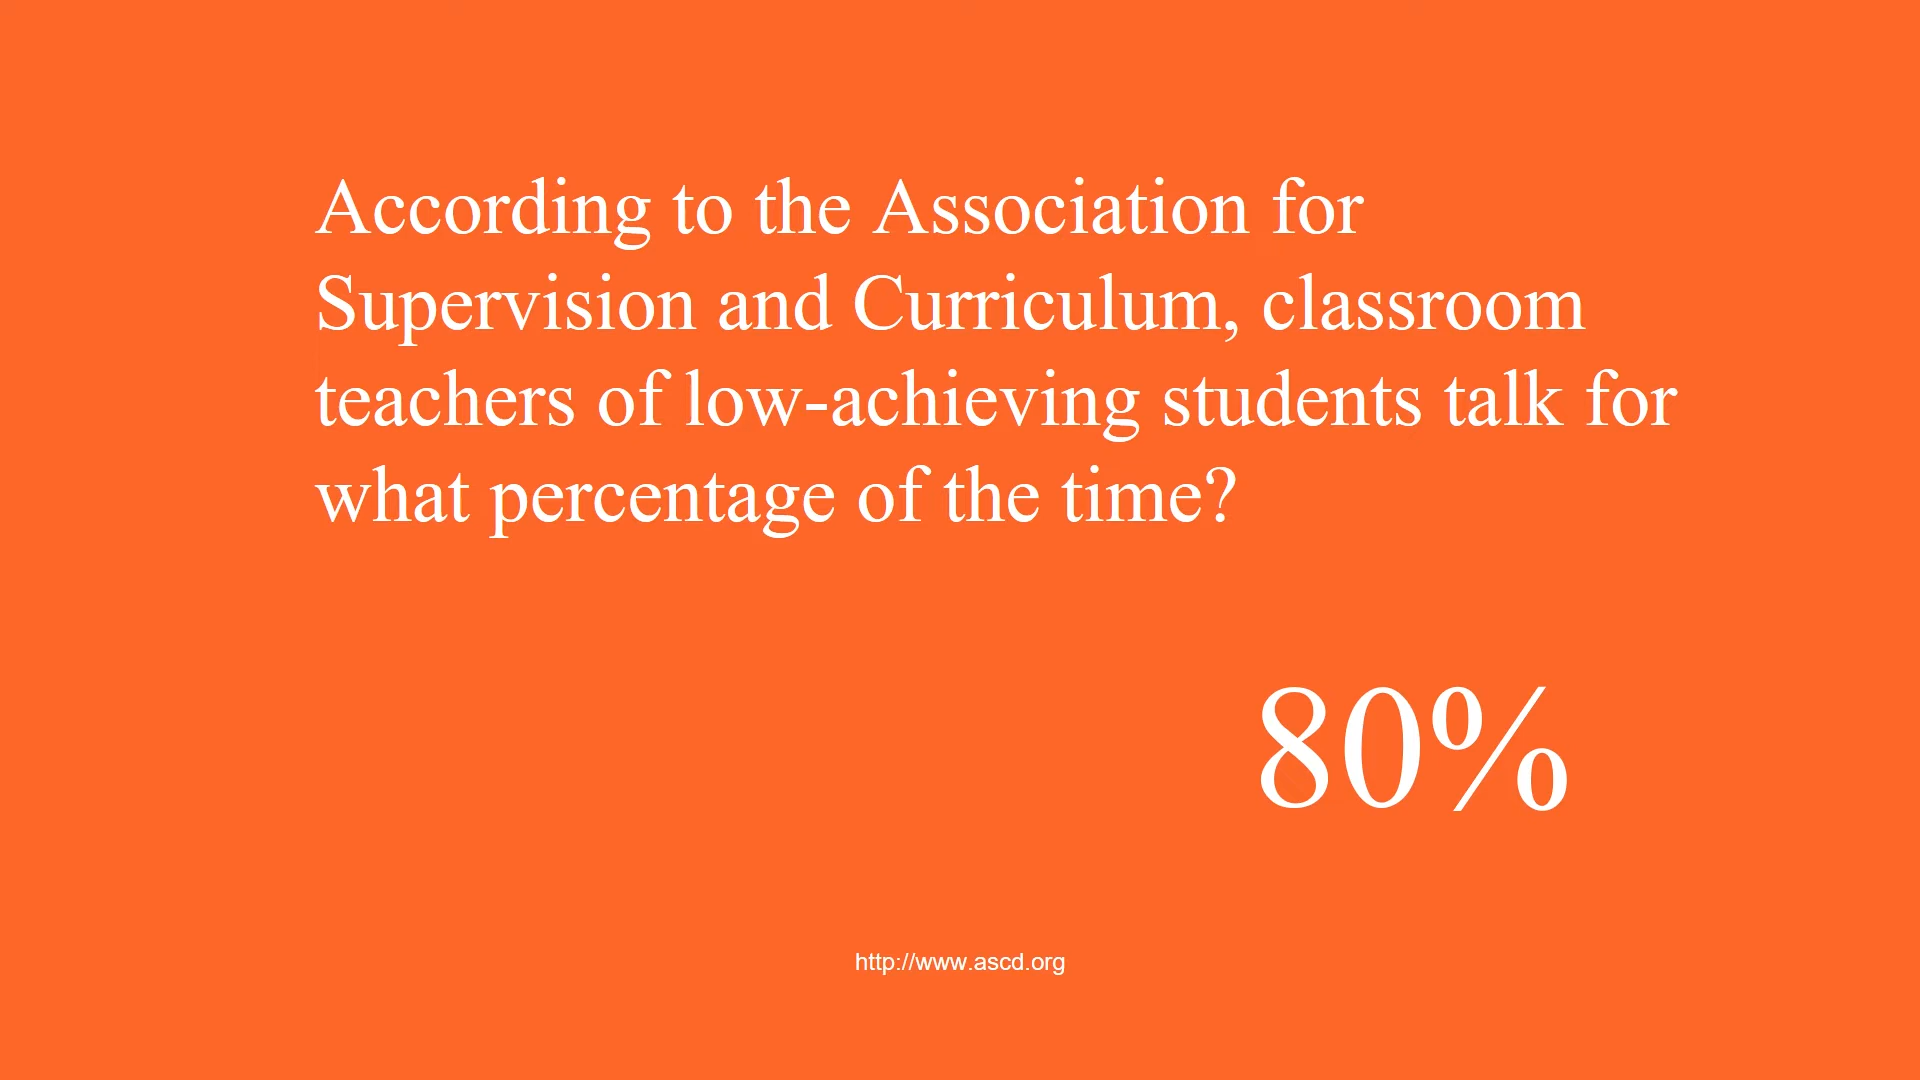 According to the Association for
Supervision and Curriculum, classroom
teachers of low-achieving students talk for
what percentage of the time?
80%
http://www.ascd.org